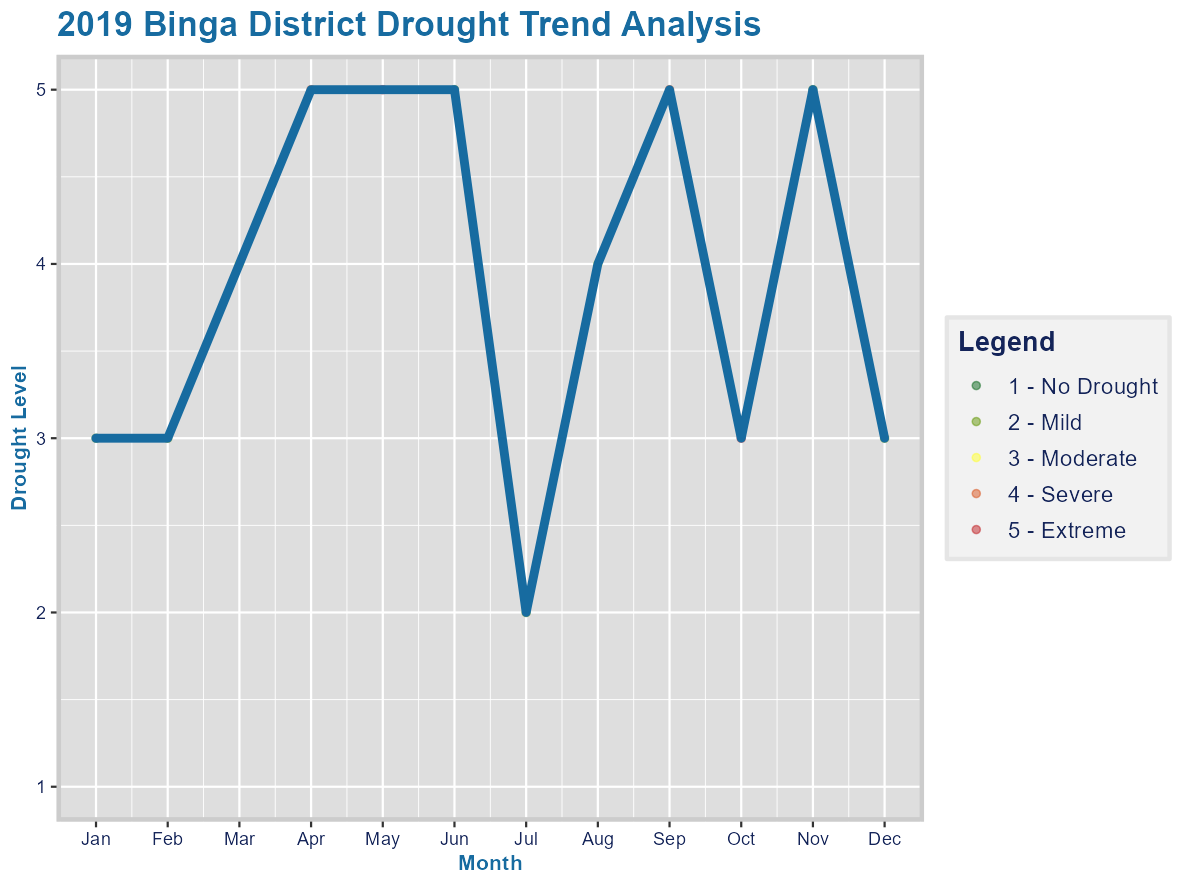 2019 Binga District Drought Trend Analysis
5
4
3
2
1
Drought Level
Jan Feb Mar Apr May Jun Jul Aug Sep Oct Nov Dec
Month
Legend
1 - No Drought
2 - Mild
3 - Moderate
4 - Severe
5 - Extreme